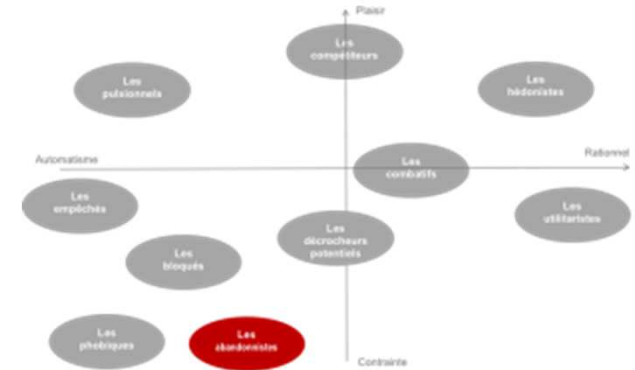 Plaisir
Les
compétiteurs
Les
pulsionnels
Les
hédonistes
Automatisme
Rationnel
Les
combatifs
Les
empêchés
Les
utilitaristes
Les
décrocheurs
potentiels
Les
bloqués
Les
phobiques
Les
abandonnistes
Contrainte